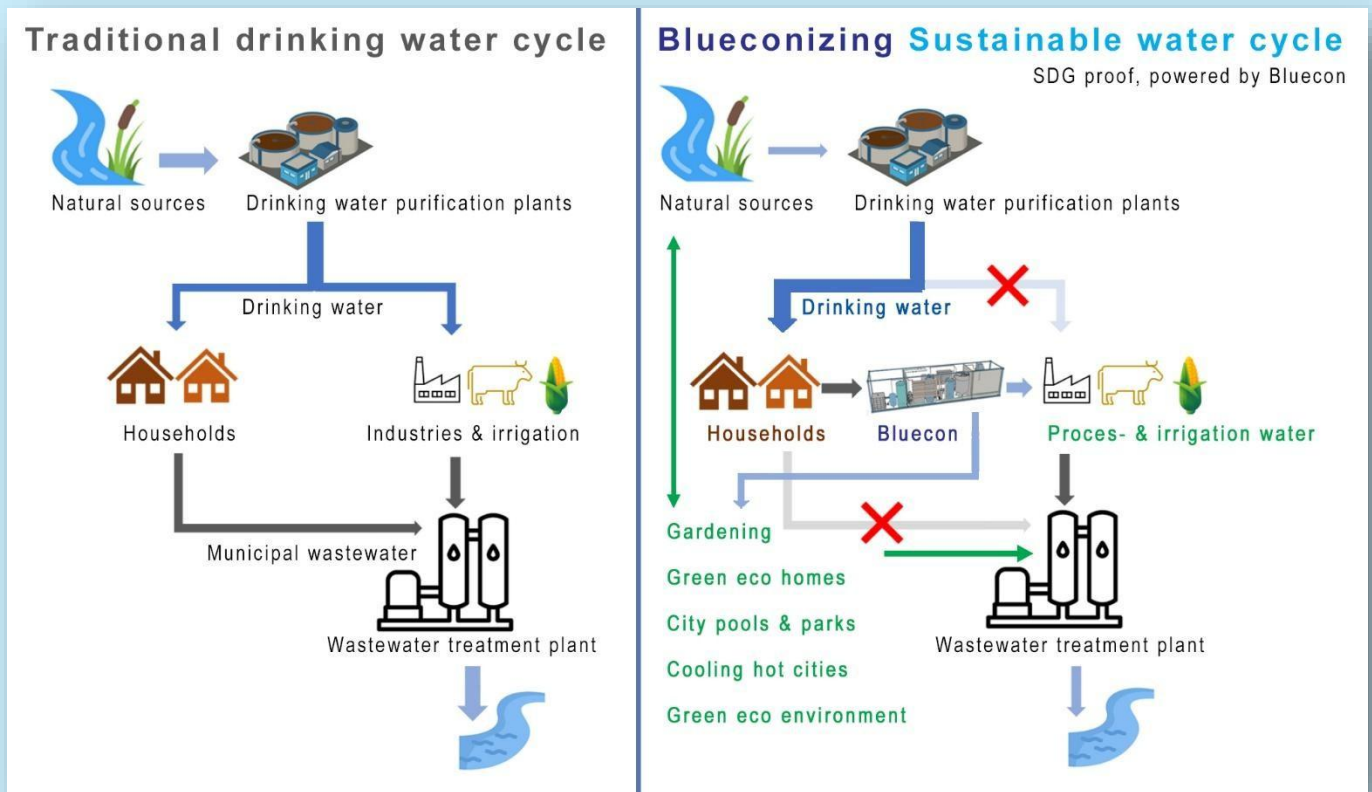 Traditional drinking water cycle
Natural sources
Drinking water purification plants
Drinking water
Households
Industries & irrigation
Municipal wastewater
Wastewater treatment plant
Blueconizing Sustainable water cycle
SDG proof, powered by Bluecon
Natural sources
Drinking water purification plants
Drinking water
Households
Bluecon
Proces- & irrigation water
Gardening
Green eco homes
City pools & parks
Cooling hot cities
Green eco environment
Wastewater treatment plant